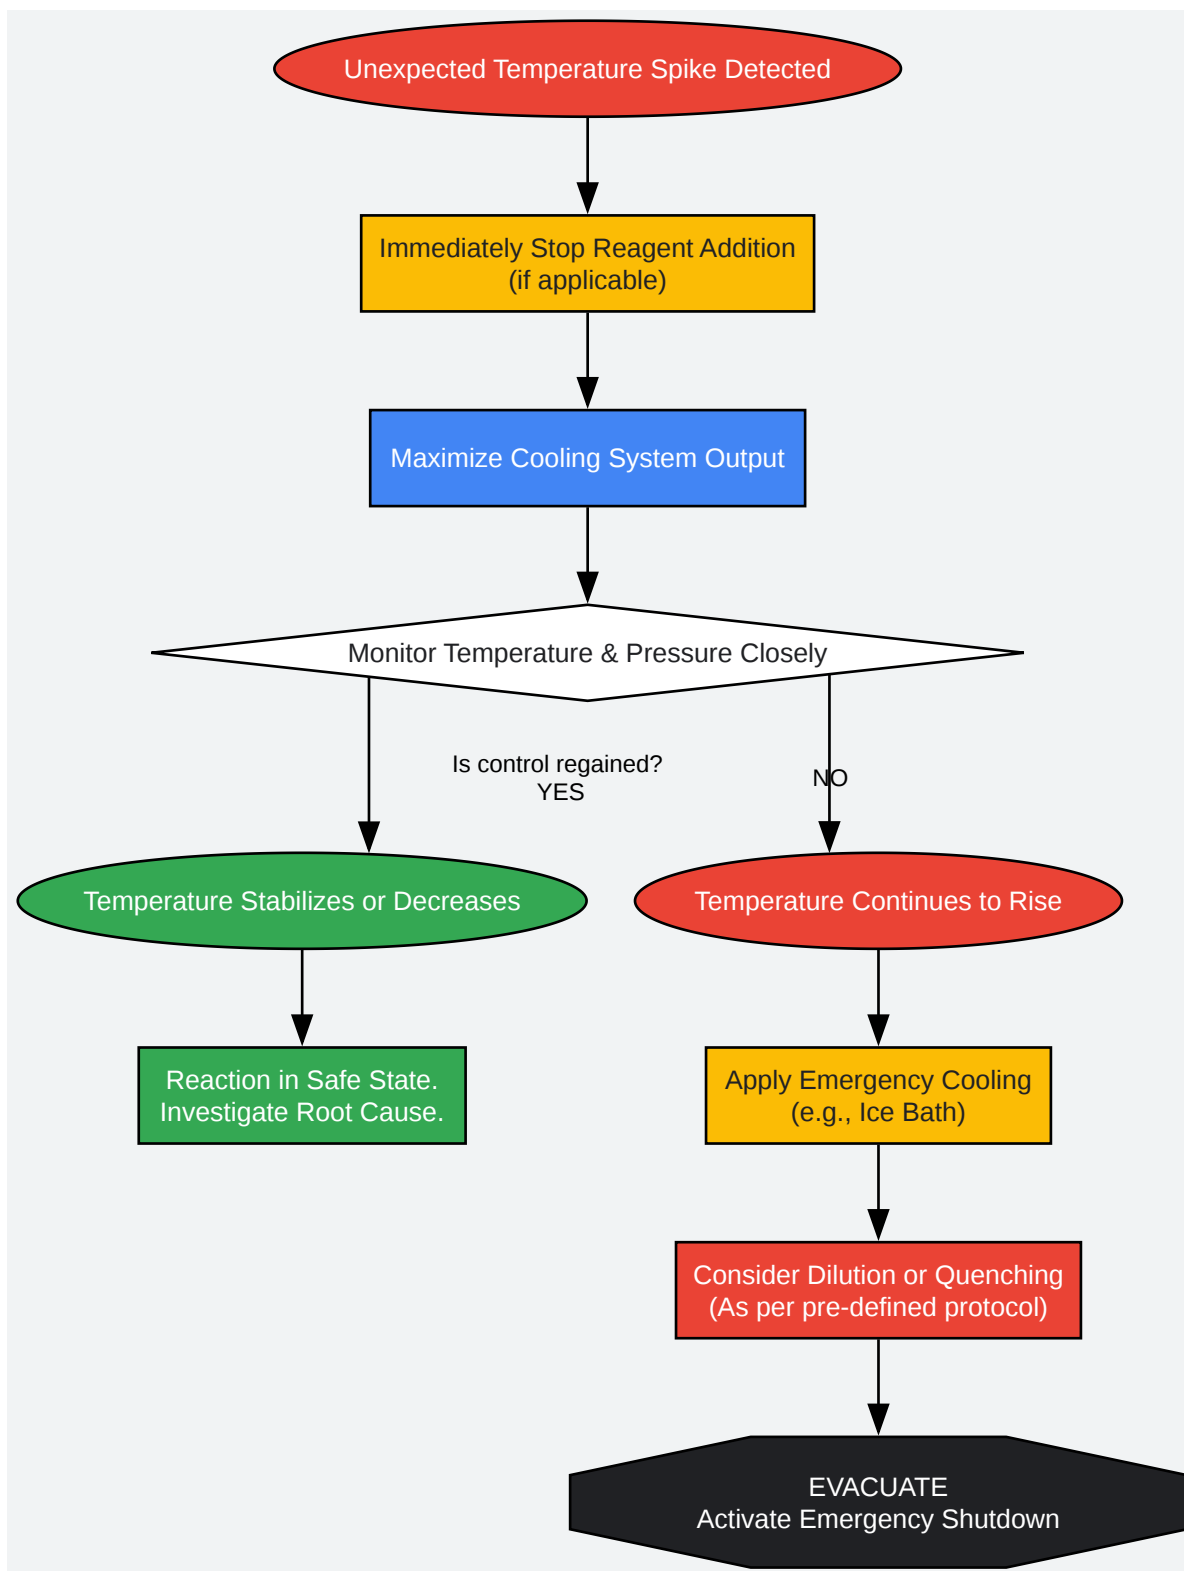 Unexpected Temperature Spike Detected
Immediately Stop Reagent Addition
(if applicable)
Maximize Cooling System Output
Monitor Temperature & Pressure Closely
Is control regained?
YES
NO
Temperature Stabilizes or Decreases
Temperature Continues to Rise
Reaction in Safe State.
Investigate Root Cause.
Apply Emergency Cooling
(e.g., Ice Bath)
Consider Dilution or Quenching
(As per pre-defined protocol)
EVACUATE
Activate Emergency Shutdown